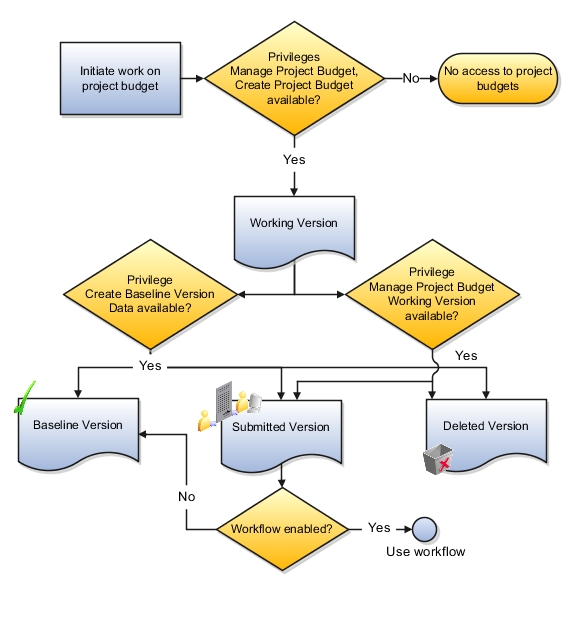 Initiate work on
project budget
Privileges
Manage Project Budget,
Create Project Budget
available?
No
No access to project
budgets
Yes
Working Version
Privilege
Create Baseline Version
Data available?
Privilege
Manage Project Budget
Working Version
available?
Yes
Yes
Baseline Version
Submitted Version
Deleted Version
No
Workflow enabled?
Yes
Use workflow